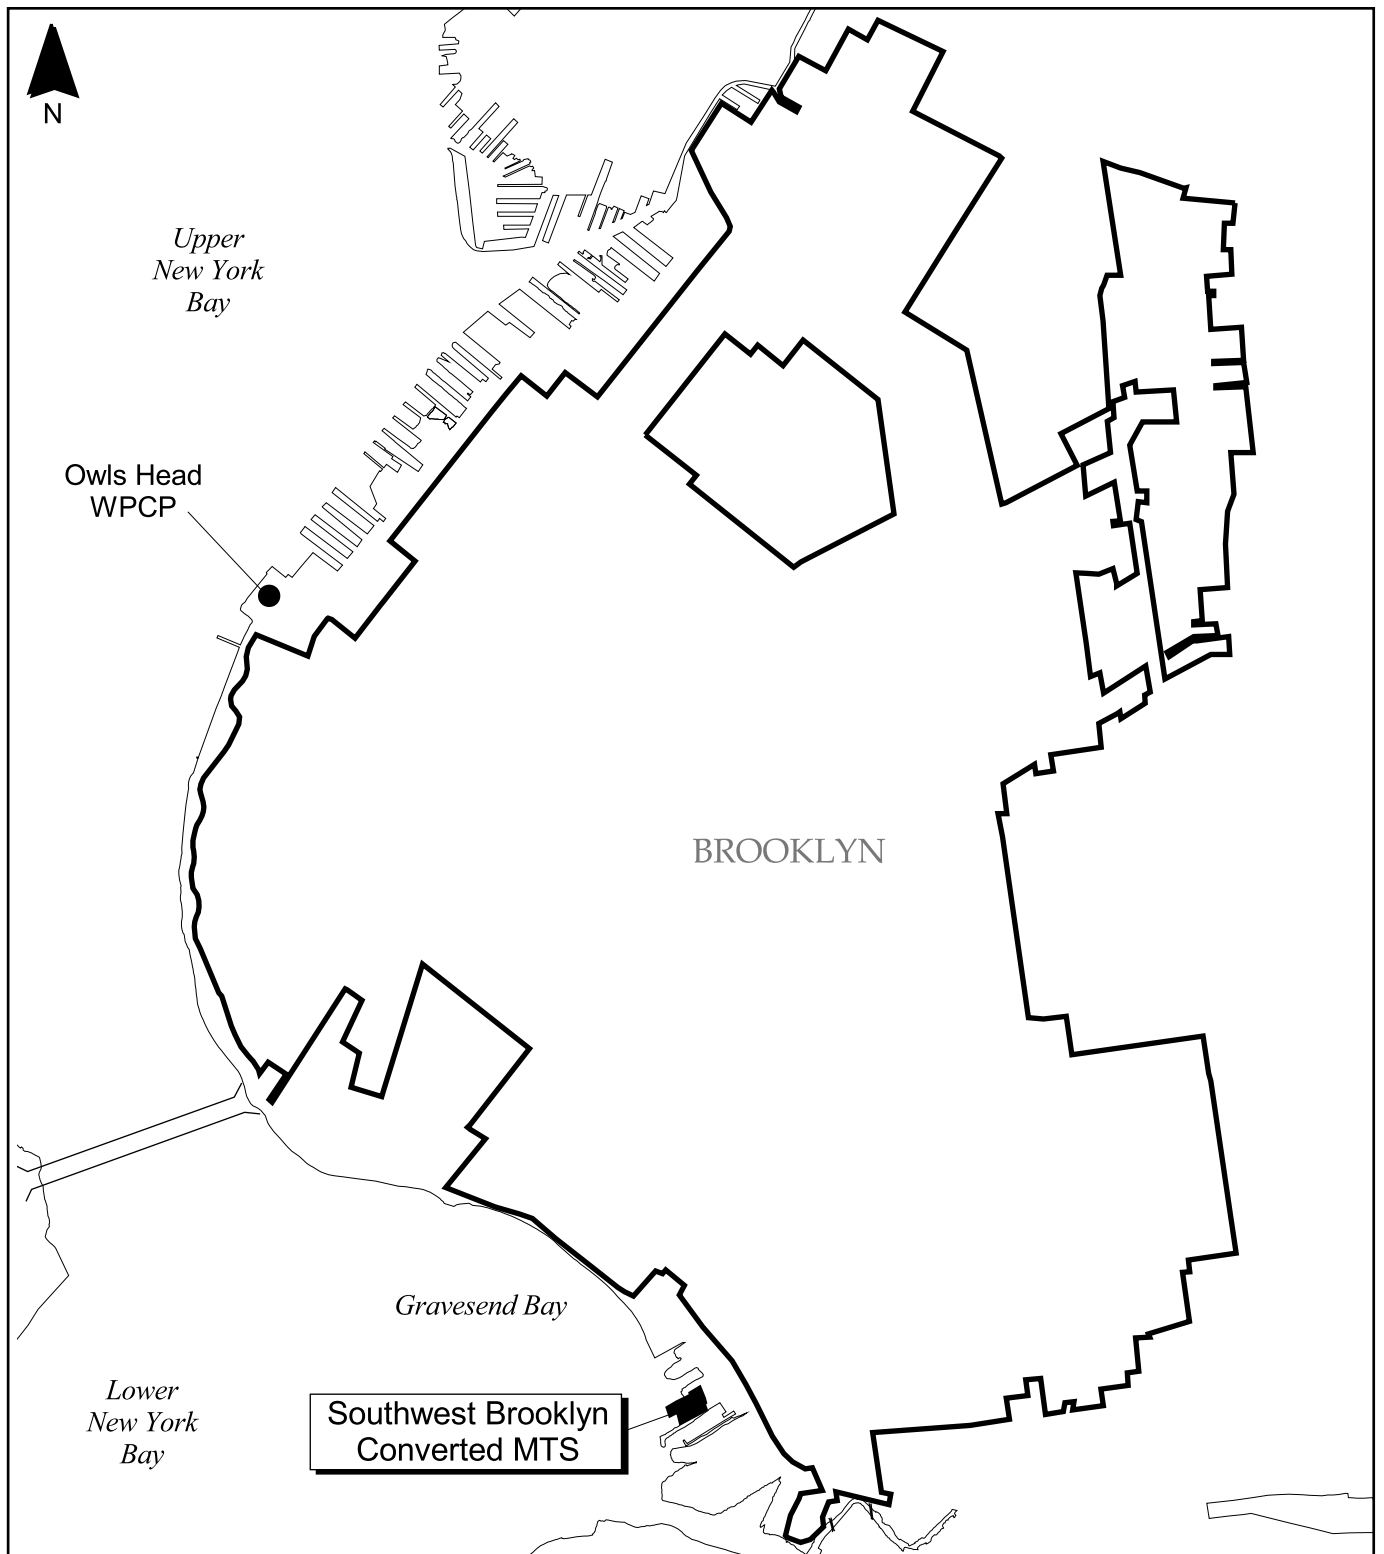 N
Upper
New York
Bay
Owls Head
WPCP
BROOKLYN
Gravesend Bay
Lower
New York
Bay
Southwest Brooklyn
Converted MTS